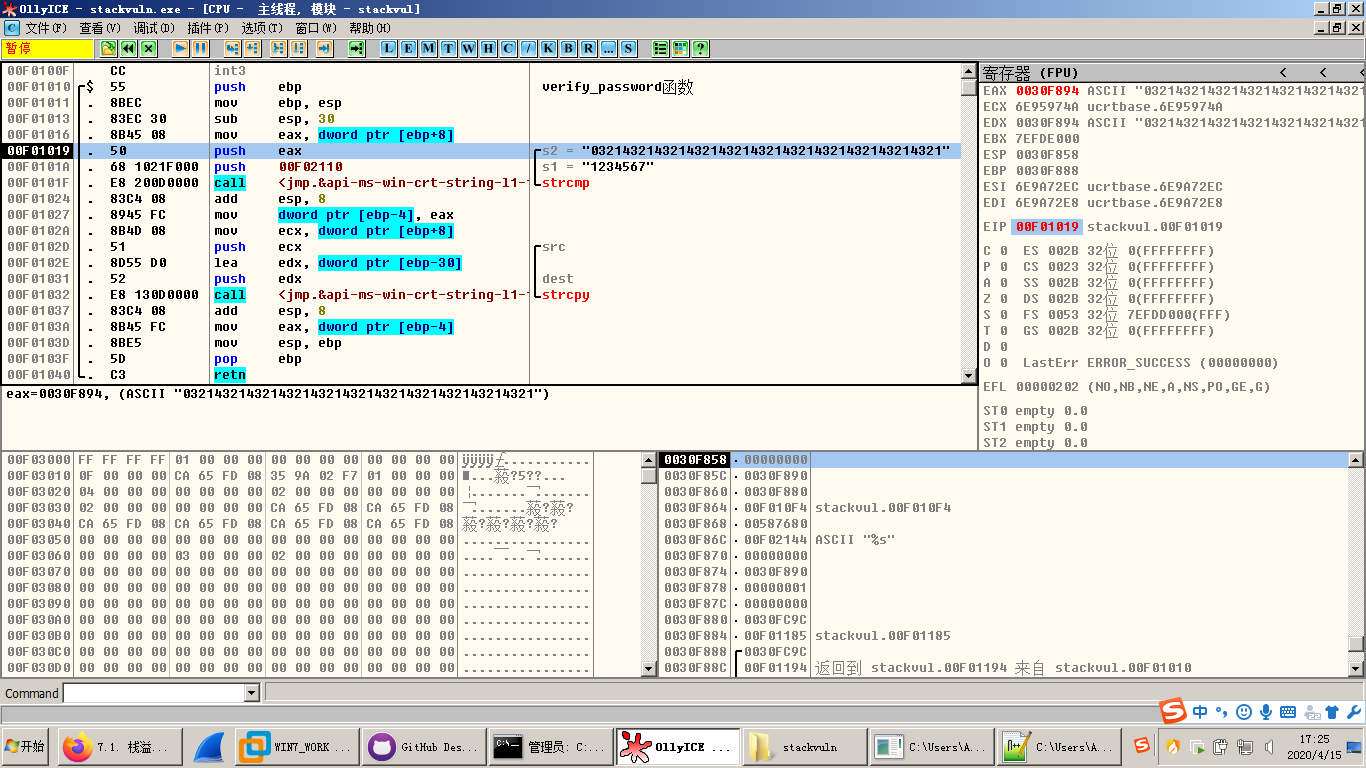 OllyICE - stackvuln.exe - [CPU - 主线程, 模块 - stackvul]
文件(F) 查看(V) 调试(D) 插件(P) 选项(T) 窗口(W) 帮助(H)
暂停 L E M T W H C / K B R ... S ?
00F0100F CC int3
00F01010 $ 55 push ebp verify_password函数
00F01011 . 8BEC mov ebp, esp
00F01013 . 83EC 30 sub esp, 30
00F01016 . 8B45 08 mov eax, dword ptr [ebp+8]
00F01019 . 50 push eax s2 = "0321432143214321432143214321432143214321432143214321"
00F0101A . 68 1021F000 push 00F02110 s1 = "1234567"
00F0101F . E8 200D0000 call <jmp.&api-ms-win-crt-string-l1- strcmp
00F01024 . 83C4 08 add esp, 8
00F01027 . 8945 FC mov dword ptr [ebp-4], eax
00F0102A . 8B4D 08 mov ecx, dword ptr [ebp+8]
00F0102D . 51 push ecx src
00F0102E . 8D55 D0 lea edx, dword ptr [ebp-30]
00F01031 . 52 push edx dest
00F01032 . E8 130D0000 call <jmp.&api-ms-win-crt-string-l1- strcpy
00F01037 . 83C4 08 add esp, 8
00F0103A . 8B45 FC mov eax, dword ptr [ebp-4]
00F0103D . 8BE5 mov esp, ebp
00F0103F . 5D pop ebp
00F01040 . C3 retn
寄存器 (FPU) < < <
EAX 0030F894 ASCII "03214321432143214321432143214321
ECX 6E95974A ucrtbase.6E95974A
EDX 0030F894 ASCII "03214321432143214321432143214321
EBX 7EFDE000
ESP 0030F858
EBP 0030F888
ESI 6E9A72EC ucrtbase.6E9A72EC
EDI 6E9A72E8 ucrtbase.6E9A72E8
EIP 00F01019 stackvul.00F01019
C 0 ES 002B 32位 0(FFFFFFFF)
P 0 CS 0023 32位 0(FFFFFFFF)
A 0 SS 002B 32位 0(FFFFFFFF)
Z 0 DS 002B 32位 0(FFFFFFFF)
S 0 FS 0053 32位 7EFDD000(FFF)
T 0 GS 002B 32位 0(FFFFFFFF)
D 0
O 0 LastErr ERROR_SUCCESS (00000000)
EFL 00000202 (NO,NB,NE,A,NS,PO,GE,G)
ST0 empty 0.0
ST1 empty 0.0
ST2 empty 0.0
eax=0030F894, (ASCII "0321432143214321432143214321432143214321432143214321")
00F03000 FF FF FF FF 01 00 00 00 00 00 00 00 00 00 00 00
00F03010 0F 00 00 00 CA 65 FD 08 35 9A 02 F7 01 00 00 00
00F03020 04 00 00 00 00 00 00 00 02 00 00 00 00 00 00 00
00F03030 02 00 00 00 00 00 00 00 CA 65 FD 08 CA 65 FD 08
00F03040 CA 65 FD 08 CA 65 FD 08 CA 65 FD 08 CA 65 FD 08
00F03050 00 00 00 00 00 00 00 00 00 00 00 00 00 00 00 00
00F03060 00 00 00 00 03 00 00 00 02 00 00 00 00 00 00 00
00F03070 00 00 00 00 00 00 00 00 00 00 00 00 00 00 00 00
00F03080 00 00 00 00 00 00 00 00 00 00 00 00 00 00 00 00
00F03090 00 00 00 00 00 00 00 00 00 00 00 00 00 00 00 00
00F030A0 00 00 00 00 00 00 00 00 00 00 00 00 00 00 00 00
00F030B0 00 00 00 00 00 00 00 00 00 00 00 00 00 00 00 00
00F030C0 00 00 00 00 00 00 00 00 00 00 00 00 00 00 00 00
00F030D0 00 00 00 00 00 00 00 00 00 00 00 00 00 00 00 00
0030F858 . 00000000
0030F85C . 0030F890
0030F860 . 0030F880
0030F864 . 00F010F4 stackvul.00F010F4
0030F868 . 00587680
0030F86C . 00F02144 ASCII "%s"
0030F870 . 00000000
0030F874 . 0030F890
0030F878 . 00000001
0030F87C . 00000000
0030F880 . 0030FC9C
0030F884 . 00F01185 stackvul.00F01185
0030F888 0030FC9C
0030F88C 00F01194 返回到 stackvul.00F01194 来自 stackvul.00F01010
Command
中
开始 7.1. 栈溢... WIN7_WORK ... GitHub Des... 管理员: C:... OllyICE ... stackvuln C:\Users\A... C:\Users\A... 17:25
2020/4/15